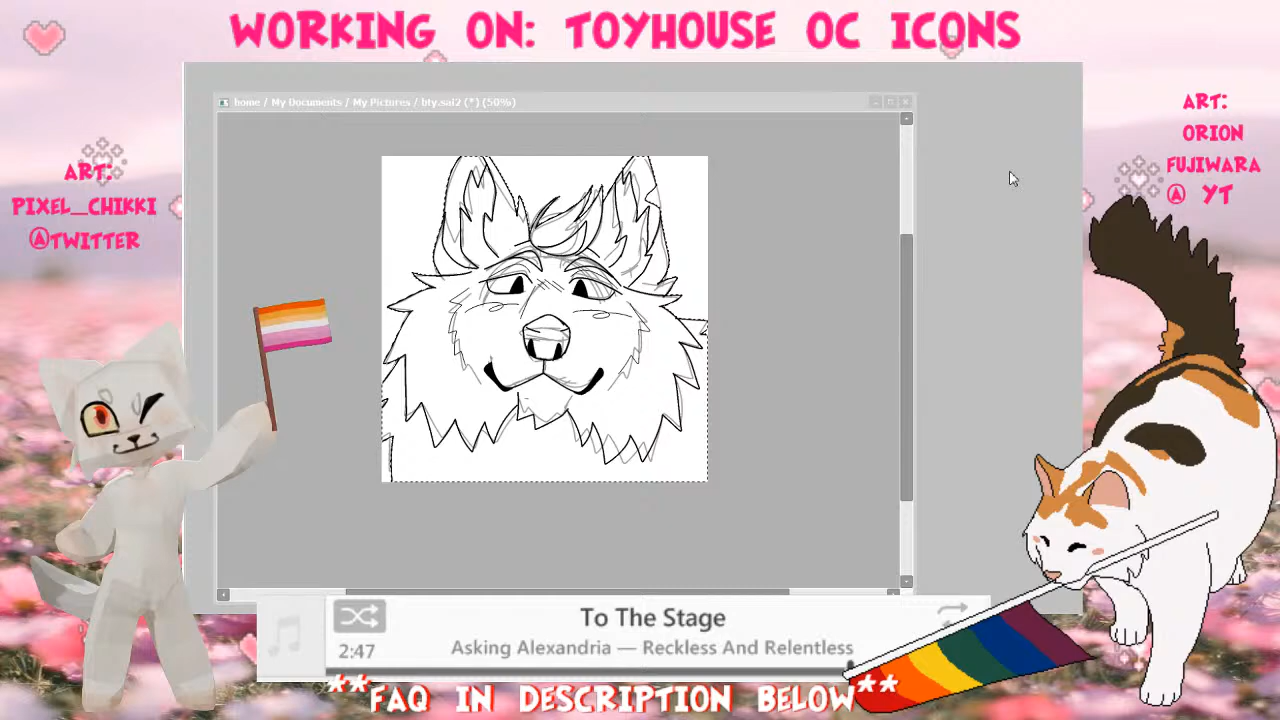 WORKING ON: TOYHOUSE OC ICONS
home / My Documents / My Pictures / bty.sai2 (*) (50%)
ART:
PIXEL_CHIKKI
@TWITTER
ART:
ORION
FUJIWARA
@ YT
To The Stage
2:47
Asking Alexandria — Reckless And Relentless
**FAQ IN DESCRIPTION BELOW**